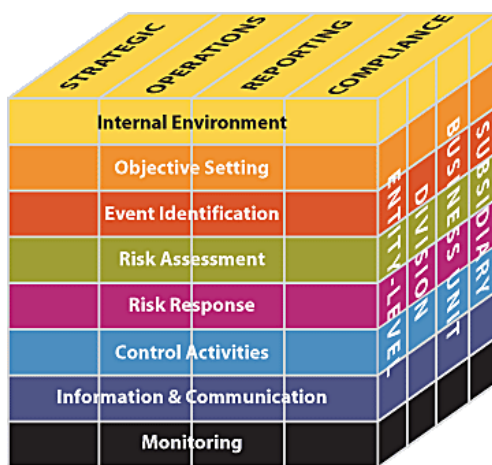 STRATEGIC
OPERATIONS
REPORTING
COMPLIANCE
Internal Environment
Objective Setting
Event Identification
Risk Assessment
Risk Response
Control Activities
Information & Communication
Monitoring
ENTITY-LEVEL
DIVISION
BUSINESS UNIT
SUBSIDIARY